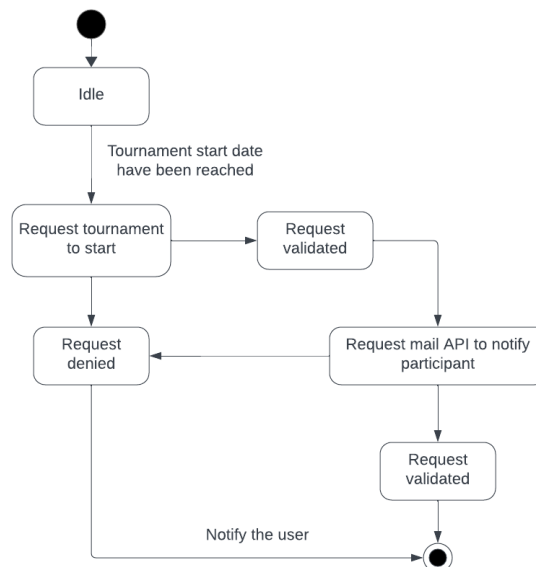 Idle
Tournament start date
have been reached
Request tournament
to start
Request
validated
Request
denied
Request mail API to notify
participant
Request
validated
Notify the user